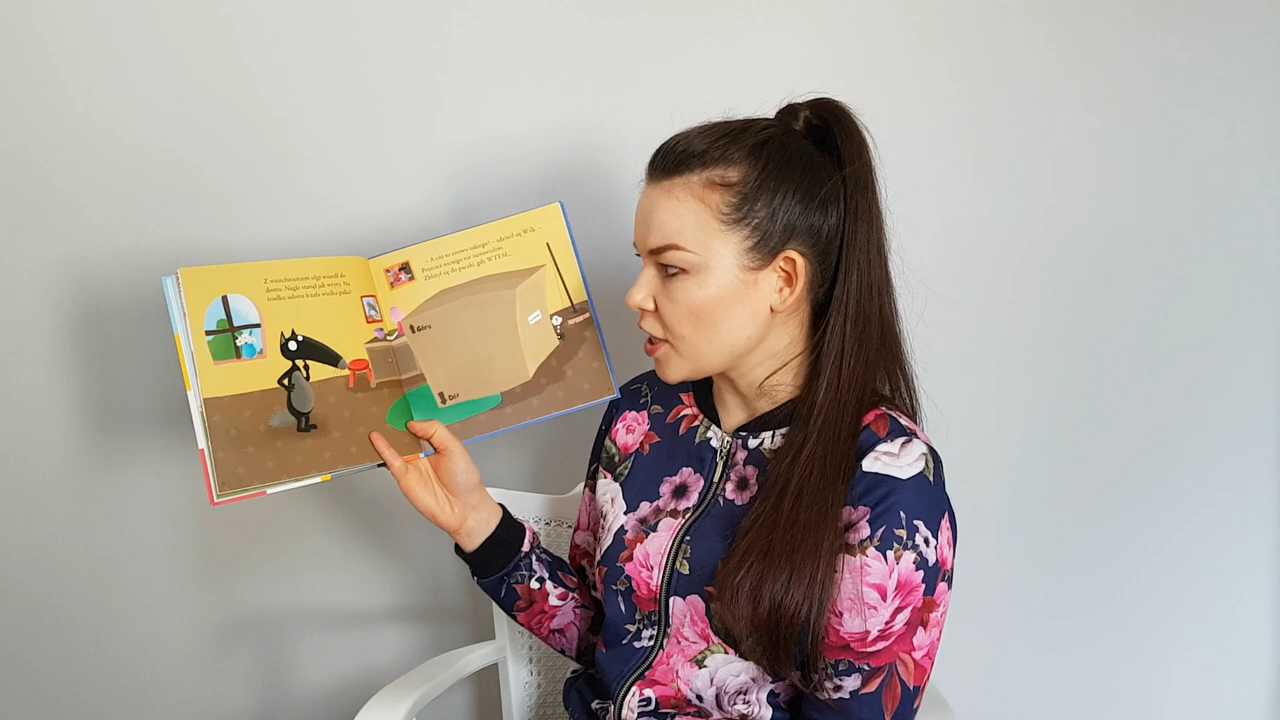 Z westchnieniem ulgi wszedł do
domu. Nagle stanął jak wryty. Na
środku salonu leżała wielka paka!
– A cóż to znowu takiego? – zdziwił się Wilk. –
Przecież niczego nie zamawiałem.
Zbliżył się do paczki, gdy WTEM...
Góra
Dół